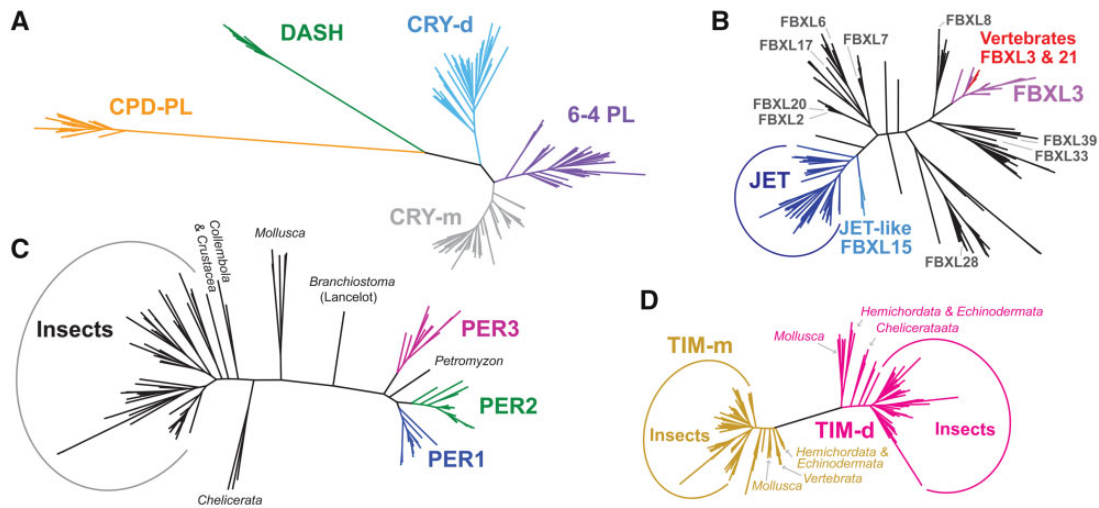 A
DASH
CRY-d
CPD-PL
6-4 PL
CRY-m
B
FBXL6
FBXL8
FBXL17
FBXL7
Vertebrates
FBXL3 & 21
FBXL3
FBXL20
FBXL2
FBXL39
FBXL33
JET
JET-like
FBXL15
FBXL28
C
Collembola
& Crustacea
Mollusca
Branchiostoma
(Lancelot)
Insects
PER3
Petromyzon
PER2
PER1
Chelicerata
D
Hemichordata & Echinodermata
Chelicerataata
Mollusca
TIM-m
Insects
TIM-d
Insects
Hemichordata &
Echinodermata
Vertebrata
Mollusca